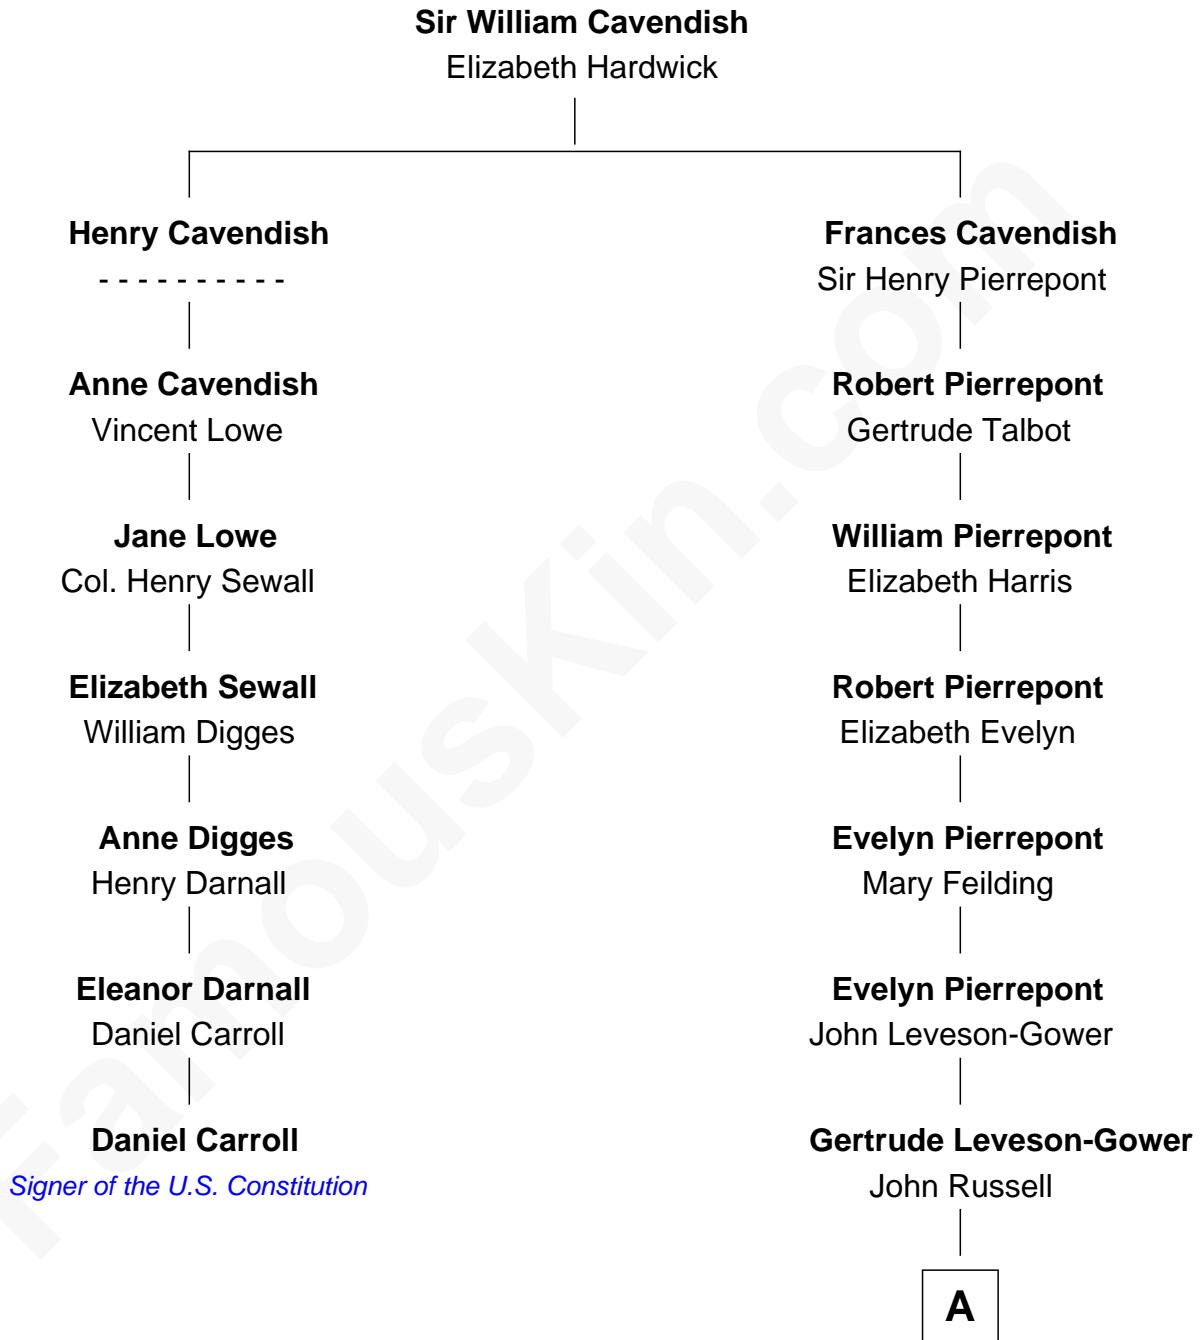 Sir William Cavendish
Elizabeth Hardwick
Henry Cavendish
- - - - - - - - - -
Frances Cavendish
Sir Henry Pierrepont
Anne Cavendish
Vincent Lowe
Robert Pierrepont
Gertrude Talbot
Jane Lowe
Col. Henry Sewall
William Pierrepont
Elizabeth Harris
Elizabeth Sewall
William Digges
Robert Pierrepont
Elizabeth Evelyn
Anne Digges
Henry Darnall
Evelyn Pierrepont
Mary Feilding
Eleanor Darnall
Daniel Carroll
Evelyn Pierrepont
John Leveson-Gower
Daniel Carroll
Signer of the U.S. Constitution
Gertrude Leveson-Gower
John Russell
A
FamousKin.com